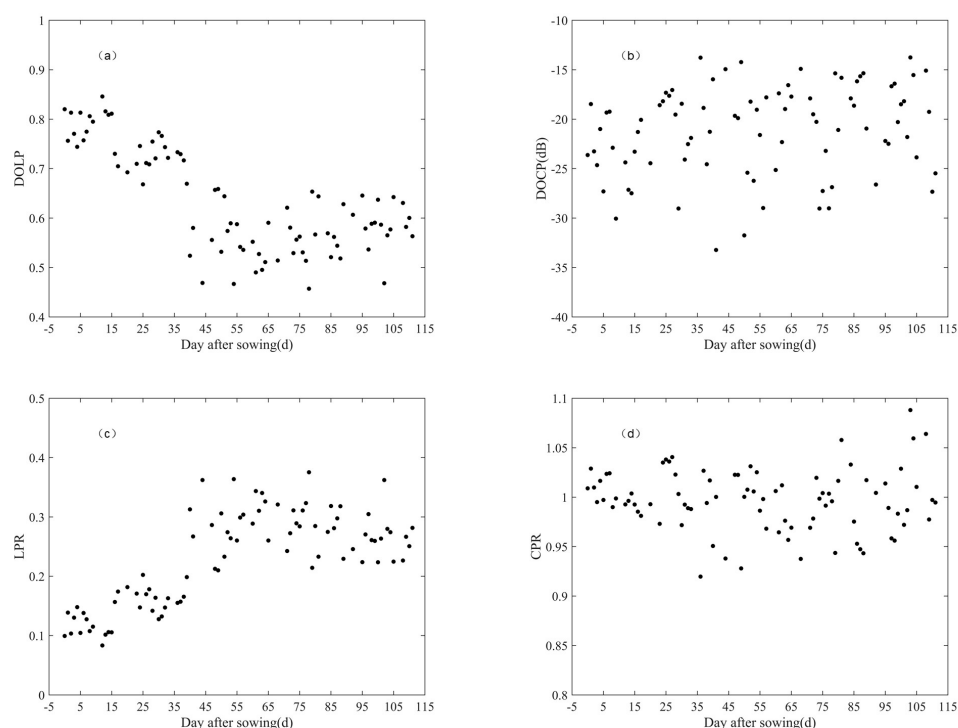 1
0.9
0.8
0.7
0.6
0.5
0.4
DOLP
（a）
-5 5 15 25 35 45 55 65 75 85 95 105 115
Day after sowing(d)
-10
-15
-20
-25
-30
-35
-40
DOCP(dB)
（b）
-5 5 15 25 35 45 55 65 75 85 95 105 115
Day after sowing(d)
0.5
0.4
0.3
0.2
0.1
0
LPR
（c）
-5 5 15 25 35 45 55 65 75 85 95 105 115
Day after sowing(d)
1.1
1.05
1
0.95
0.9
0.85
0.8
CPR
（d）
-5 5 15 25 35 45 55 65 75 85 95 105 115
Day after sowing(d)